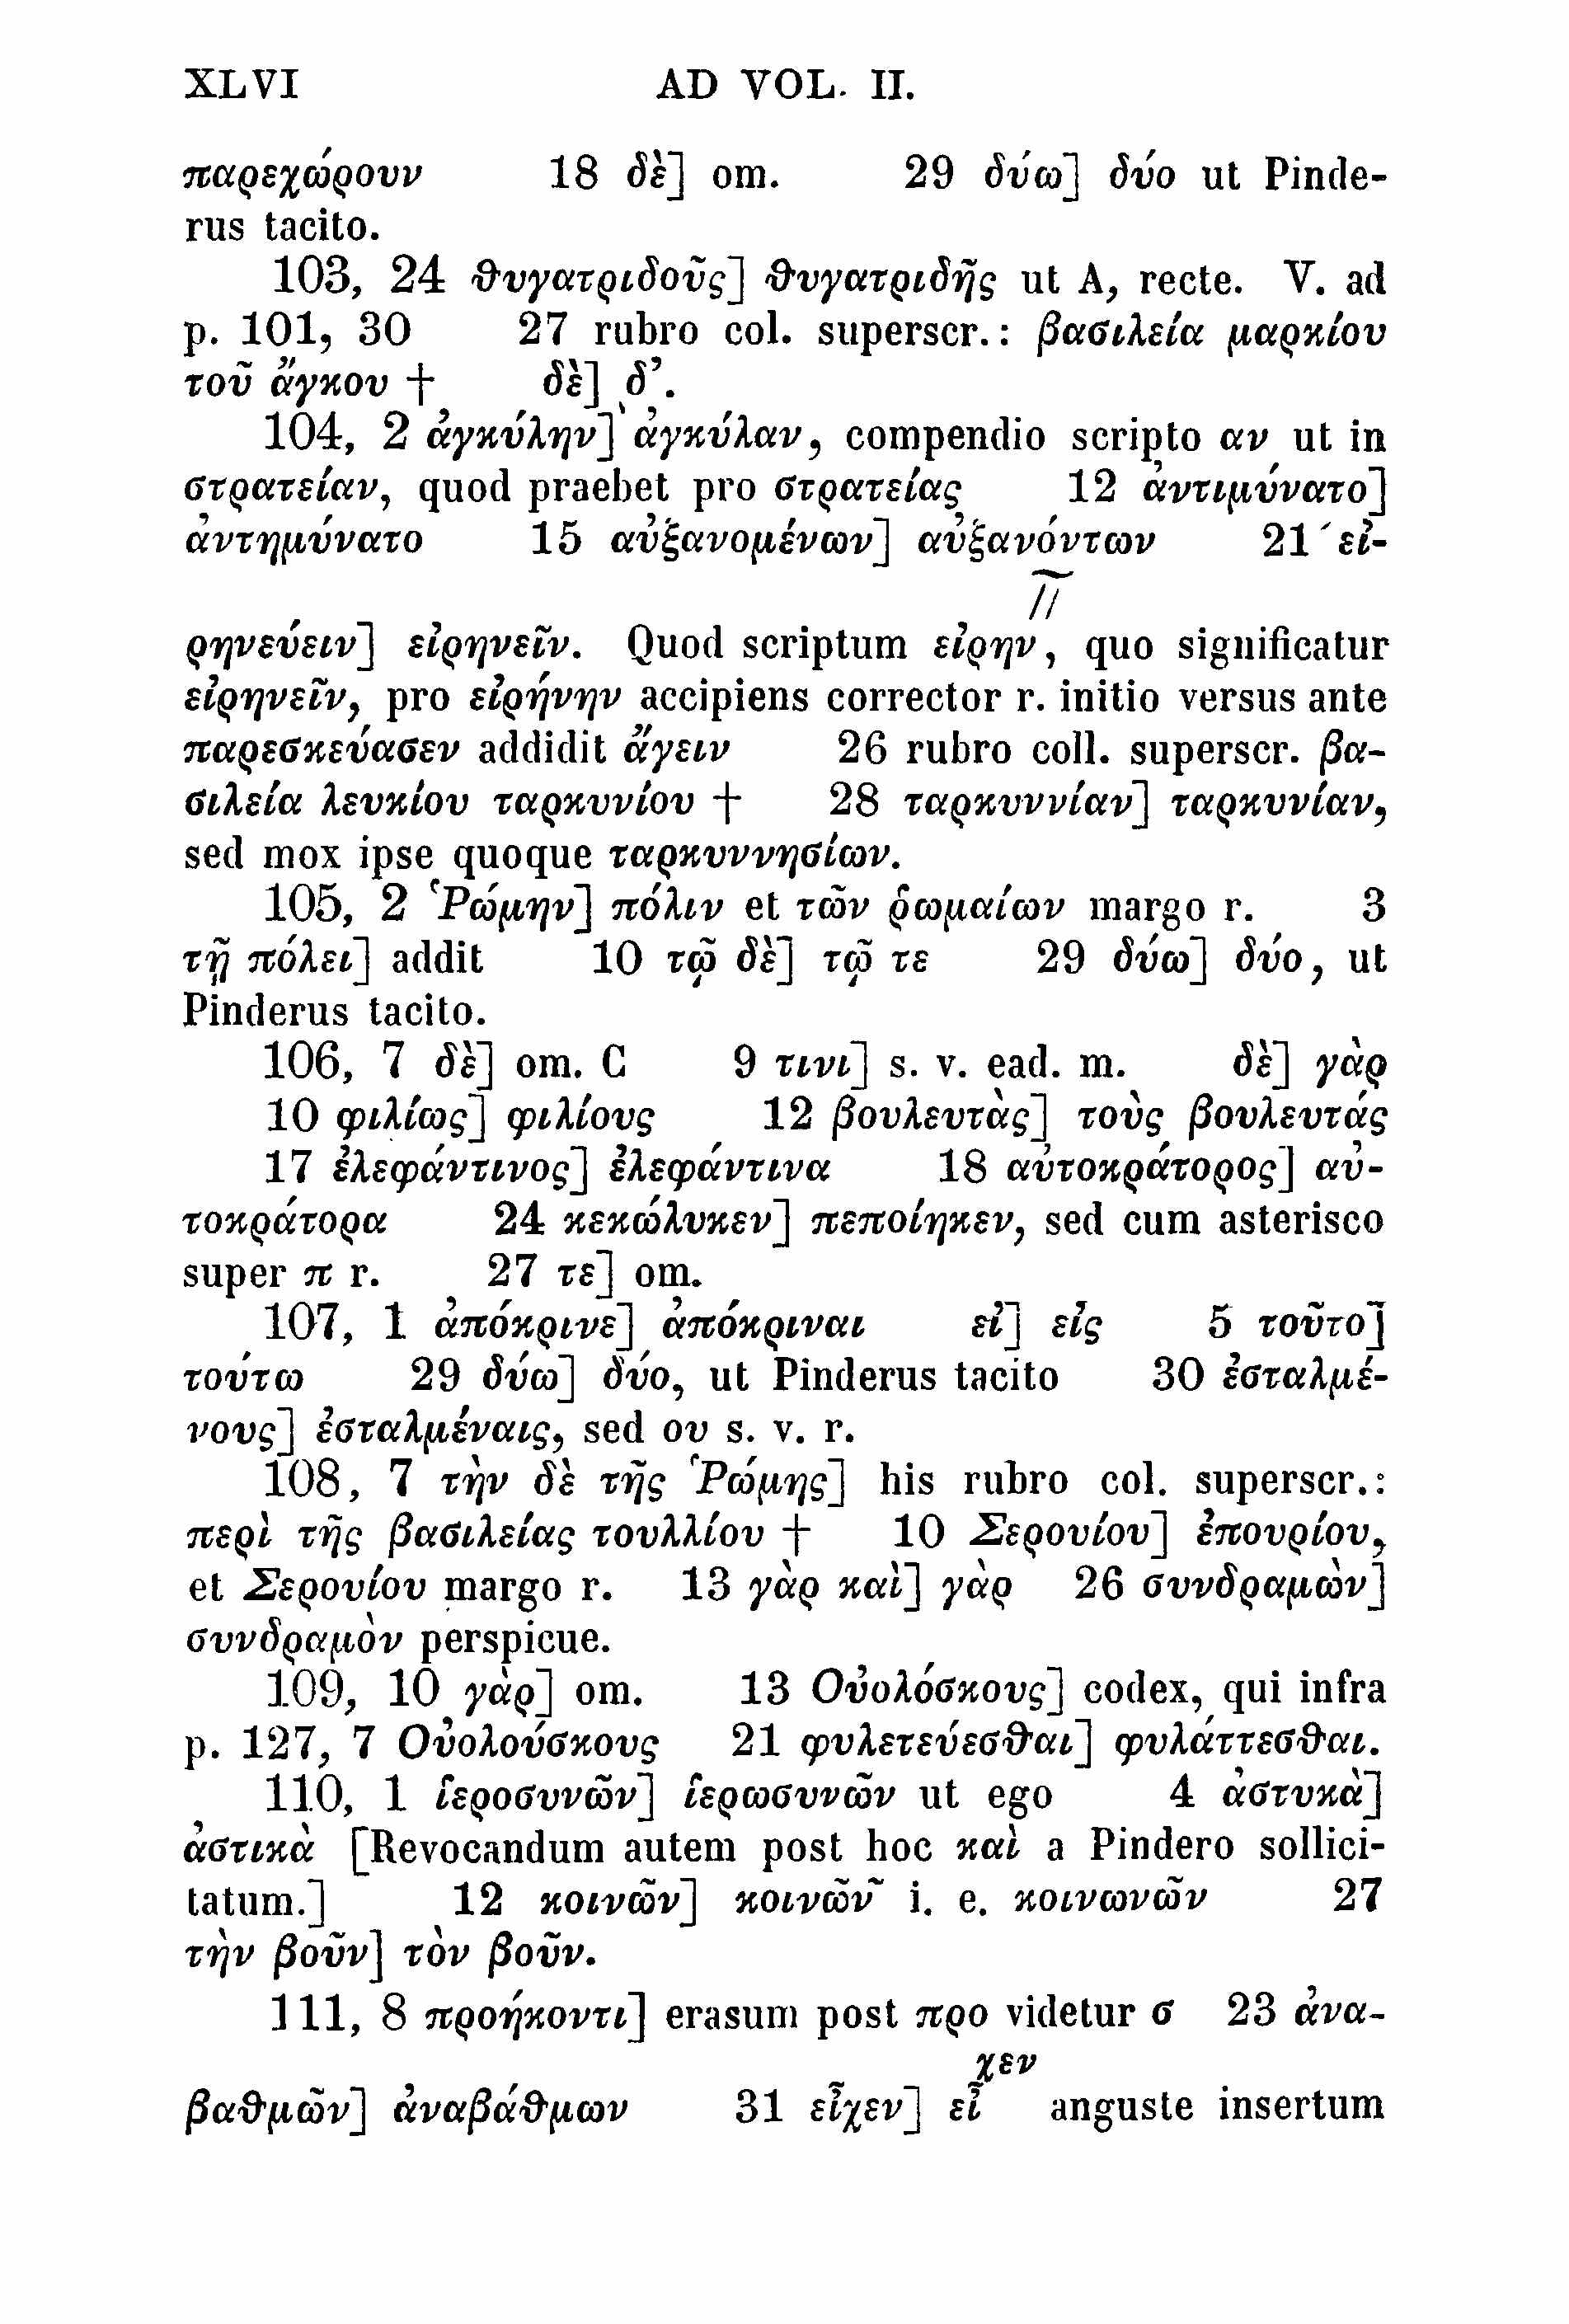 XLVI AD VOL. II.
παρεχώρουν 18 δὲ] om. 29 δύω] δύο ut Pinde-
rus tacito.
103, 24 θυγατριδοῦς] θυγατριδῆς ut A, recte. V. ad
p. 101, 30 27 rubro col. superscr.: βασιλεία μαρκίου
τοῦ ἄγκου † δὲ] δ’.
104, 2 ἀγκύλην] ἀγκύλαν, compendio scripto αν ut in
στρατείαν, quod praebet pro στρατείας 12 ἀντιμύνατο]
ἀντημύνατο 15 αὐξανομένων] αὐξανόντων 21 εἰ-
ρηνεύειν] εἰρηνεῖν. Quod scriptum εἰρην, quo significatur
εἰρηνεῖν, pro εἰρήνην accipiens corrector r. initio versus ante
παρεσκεύασεν addidit ἄγειν 26 rubro coll. superscr. βα-
σιλεία λευκίου ταρκυνίου † 28 ταρκυννίαν] ταρκυνίαν,
sed mox ipse quoque ταρκυννησίων.
105, 2 Ῥώμην] πόλιν et τῶν ῥωμαίων margo r. 3
τῇ πόλει] addit 10 τῷ δὲ] τῷ τε 29 δύω] δύο, ut
Pinderus tacito.
106, 7 δὲ] om. C 9 τινι] s. v. ead. m. δὲ] γὰρ
10 φιλίως] φιλίους 12 βουλευτὰς] τοὺς βουλευτάς
17 ἐλεφάντινος] ἐλεφάντινα 18 αὐτοκράτορος] αὐ-
τοκράτορα 24 κεκώλυκεν] πεποίηκεν, sed cum asterisco
super π r. 27 τε] om.
107, 1 ἀπόκρινε] ἀπόκριναι εἰ] εἰς 5 τοῦτο]
τούτω 29 δύω] δύο, ut Pinderus tacito 30 ἐσταλμέ-
νους] ἐσταλμέναις, sed ου s. v. r.
108, 7 τὴν δὲ τῆς Ῥώμης] his rubro col. superscr.:
περὶ τῆς βασιλείας τουλλίου † 10 Σερουίου] ἐπουρίου,
et Σερουίου margo r. 13 γὰρ καὶ] γὰρ 26 συνδραμὼν]
συνδραμὸν perspicue.
109, 10 γὰρ] om. 13 Οὐολόσκους] codex, qui infra
p. 127, 7 Οὐολούσκους 21 φυλετεύεσθαι] φυλάττεσθαι.
110, 1 ἱεροσυνῶν] ἱερωσυνῶν ut ego 4 ἀστυκὰ]
ἀστικὰ [Revocandum autem post hoc καὶ a Pindero sollici-
tatum.] 12 κοινῶν] κοινῶν͂ i. e. κοινωνῶν 27
τὴν βοῦν] τὸν βοῦν.
111, 8 προήκοντι] erasum post προ videtur σ 23 ἀνα-
χεν
βαθμῶν] ἀναβάθμων 31 εἶχεν] εἶ anguste insertum